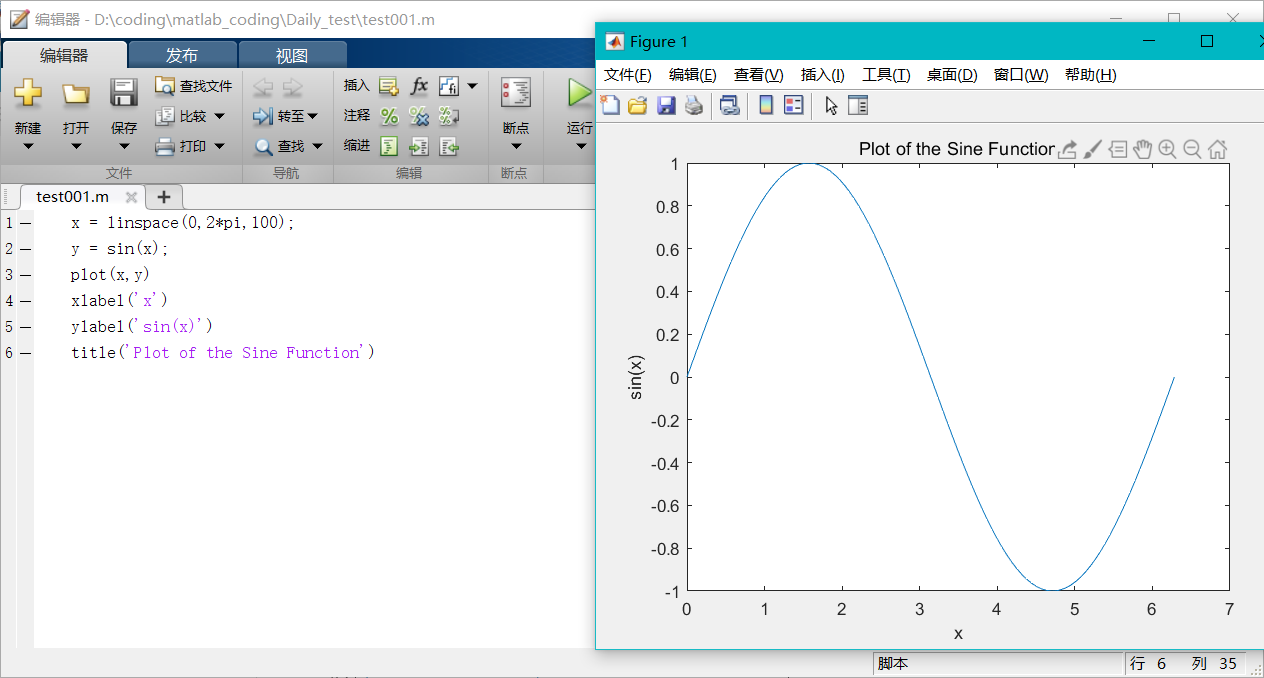 编辑器 - D:\coding\matlab_coding\Daily_test\test001.m
编辑器 发布 视图
新建 打开 保存 查找文件 比较 打印
文件
转至 查找
导航
插入 fx fi
注释 % % %
缩进
编辑
断点
断点
运行
test001.m × +
1 — x = linspace(0,2*pi,100);
2 — y = sin(x);
3 — plot(x,y)
4 — xlabel('x')
5 — ylabel('sin(x)')
6 — title('Plot of the Sine Function')
Figure 1
文件(F) 编辑(E) 查看(V) 插入(I) 工具(T) 桌面(D) 窗口(W) 帮助(H)
Plot of the Sine Function
1
0.8
0.6
0.4
0.2
0
-0.2
-0.4
-0.6
-0.8
-1
sin(x)
0 1 2 3 4 5 6 7
x
脚本 行 6 列 35